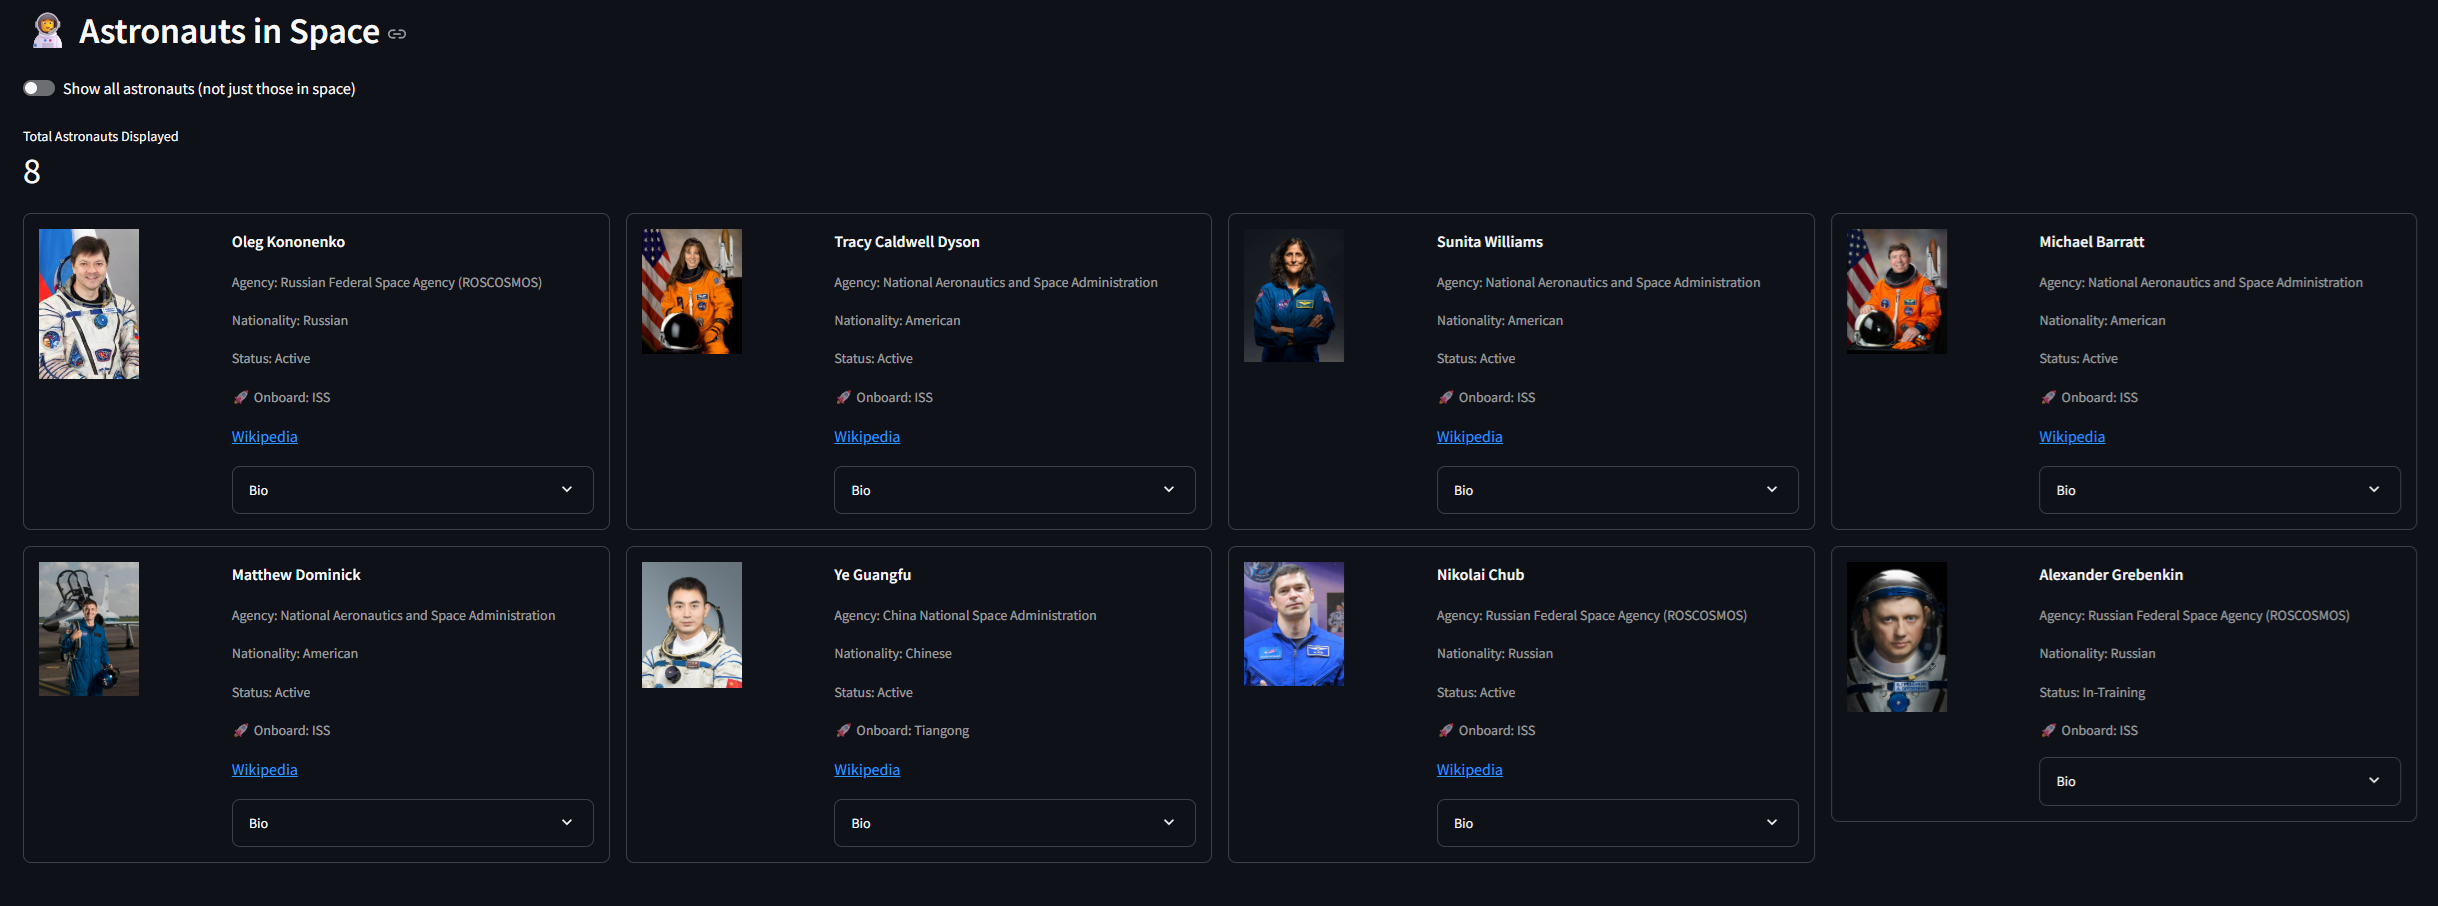 Astronauts in Space
Show all astronauts (not just those in space)
Total Astronauts Displayed
8
Oleg Kononenko
Agency: Russian Federal Space Agency (ROSCOSMOS)
Nationality: Russian
Status: Active
Onboard: ISS
Wikipedia
Bio
Tracy Caldwell Dyson
Agency: National Aeronautics and Space Administration
Nationality: American
Status: Active
Onboard: ISS
Wikipedia
Bio
Sunita Williams
Agency: National Aeronautics and Space Administration
Nationality: American
Status: Active
Onboard: ISS
Wikipedia
Bio
Michael Barratt
Agency: National Aeronautics and Space Administration
Nationality: American
Status: Active
Onboard: ISS
Wikipedia
Bio
Matthew Dominick
Agency: National Aeronautics and Space Administration
Nationality: American
Status: Active
Onboard: ISS
Wikipedia
Bio
Ye Guangfu
Agency: China National Space Administration
Nationality: Chinese
Status: Active
Onboard: Tiangong
Wikipedia
Bio
Nikolai Chub
Agency: Russian Federal Space Agency (ROSCOSMOS)
Nationality: Russian
Status: Active
Onboard: ISS
Wikipedia
Bio
Alexander Grebenkin
Agency: Russian Federal Space Agency (ROSCOSMOS)
Nationality: Russian
Status: In-Training
Onboard: ISS
Bio